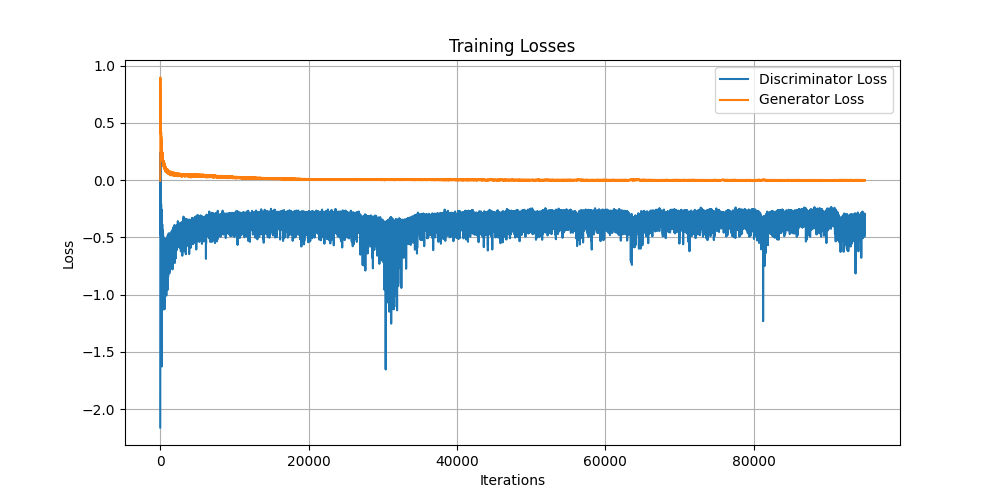 Training Losses
1.0
0.5
0.0
−0.5
−1.0
−1.5
−2.0
Loss
Discriminator Loss
Generator Loss
0 20000 40000 60000 80000
Iterations